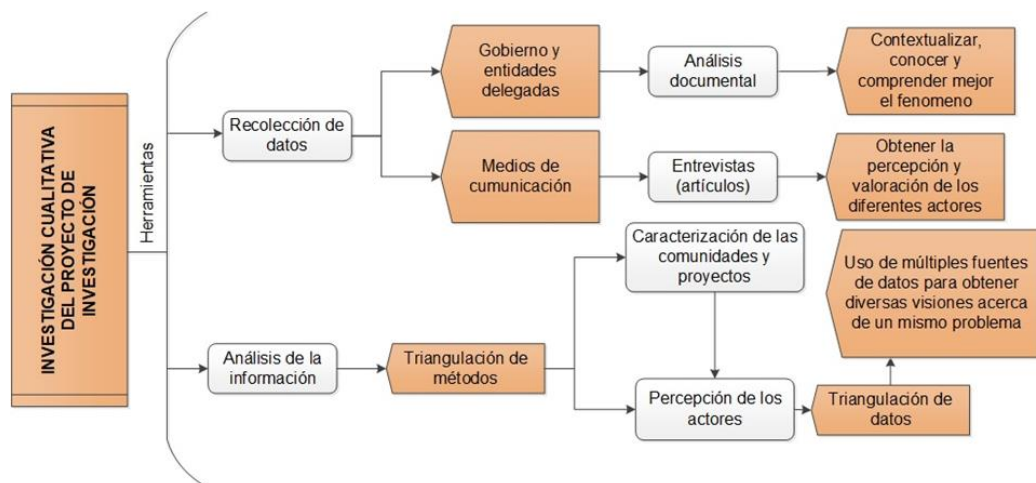 INVESTIGACIÓN CUALITATIVA
DEL PROYECTO DE
INVESTIGACIÓN
Herramientas
Recolección de
datos
Gobierno y
entidades
delegadas
Análisis
documental
Contextualizar,
conocer y
comprender mejor
el fenomeno
Medios de
cumunicación
Entrevistas
(artículos)
Obtener la
percepción y
valoración de los
diferentes actores
Análisis de la
información
Triangulación de
métodos
Caracterización de las
comunidades y
proyectos
Percepción de los
actores
Triangulación de
datos
Uso de múltiples fuentes
de datos para obtener
diversas visiones acerca
de un mismo problema